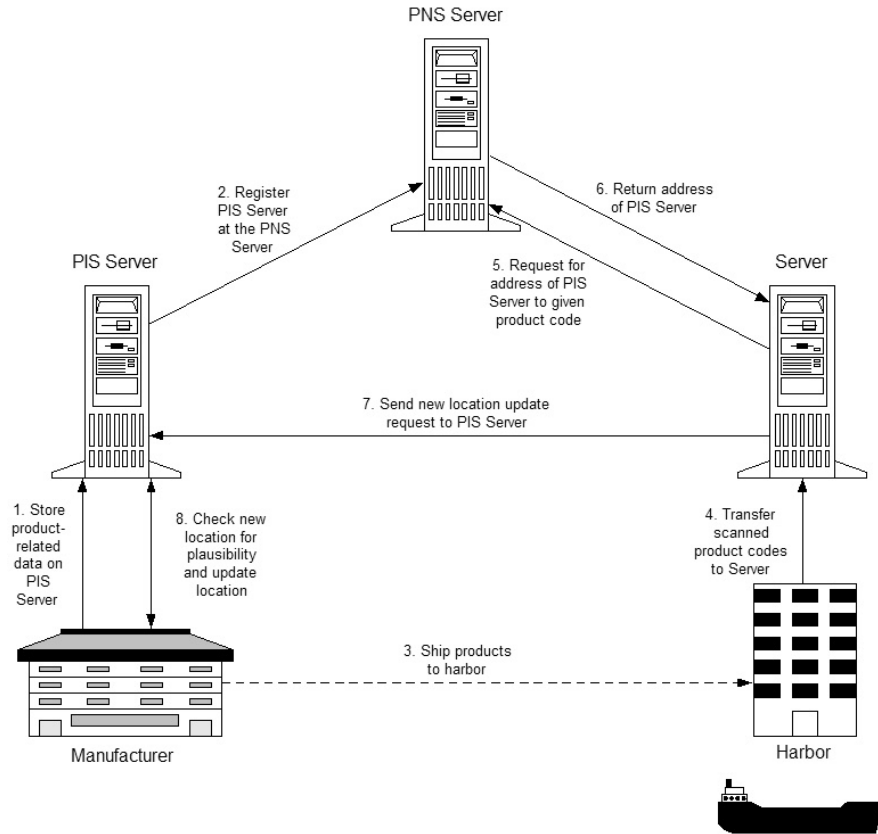 PNS Server
2. Register
PIS Server
at the PNS
Server
6. Return address
of PIS Server
PIS Server
5. Request for
address of PIS
Server to given
product code
Server
7. Send new location update
request to PIS Server
1. Store
product-
related
data on
PIS
Server
8. Check new
location for
plausibility
and update
location
4. Transfer
scanned
product codes
to Server
3. Ship products
to harbor
Manufacturer
Harbor